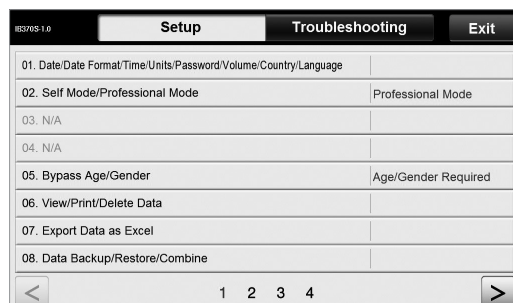 IB370S-1.0 Setup Troubleshooting Exit
01. Date/Date Format/Time/Units/Password/Volume/Country/Language
02. Self Mode/Professional Mode Professional Mode
03. N/A
04. N/A
05. Bypass Age/Gender Age/Gender Required
06. View/Print/Delete Data
07. Export Data as Excel
08. Data Backup/Restore/Combine
< 1 2 3 4 >